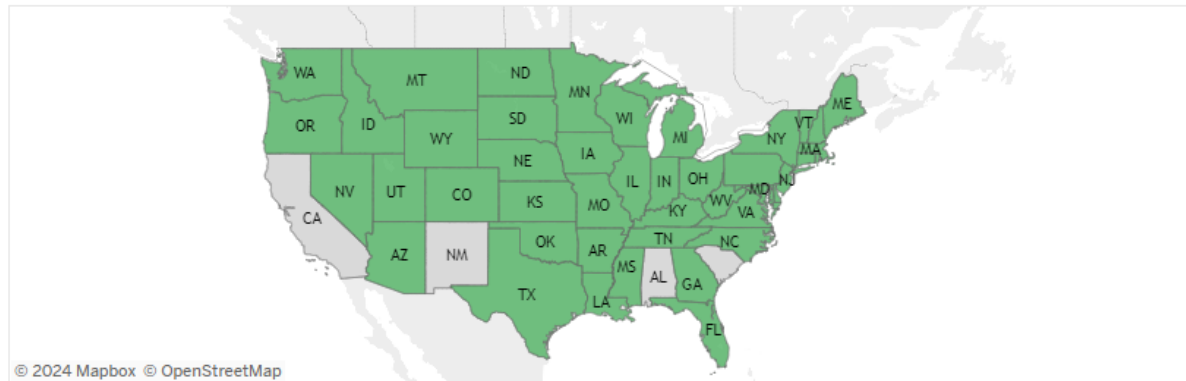 WA
MT
ND
MN
ME
OR
ID
SD
WI
VT
NY
MI
WY
MA
IA
NE
NV
UT
CO
IL
IN
OH
NJ
MD
KS
MO
WV
VA
KY
CA
AZ
NM
OK
AR
TN
NC
TX
MS
AL
GA
LA
FL
© 2024 Mapbox © OpenStreetMap